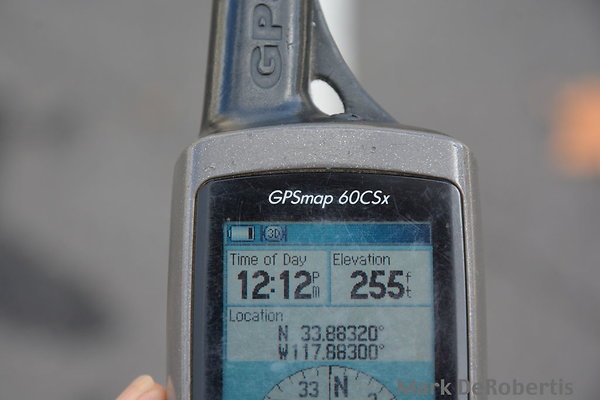 GPS
GPSmap 60CSx
3D
Time of Day Elevation
12:12 Pm 255 ft
Location
N 33.88320°
W117.88300°
33 N 3
Mark DeRobertis